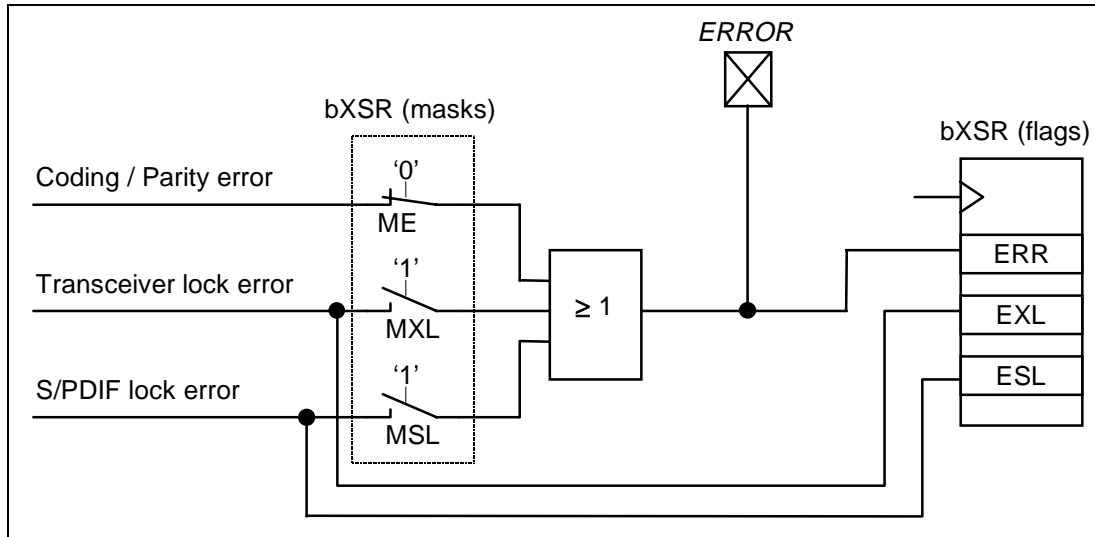 ERROR
bXSR (masks)
bXSR (flags)
Coding / Parity error
‘0’
ME
ERR
Transceiver lock error
‘1’
MXL
≥ 1
EXL
S/PDIF lock error
‘1’
MSL
ESL